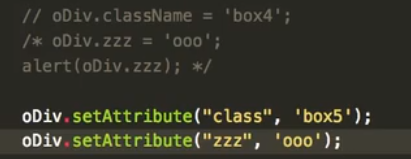 // oDiv.className = 'box4';
/* oDiv.zzz = 'ooo';
alert(oDiv.zzz); */
oDiv.setAttribute("class", 'box5');
oDiv.setAttribute("zzz", 'ooo');